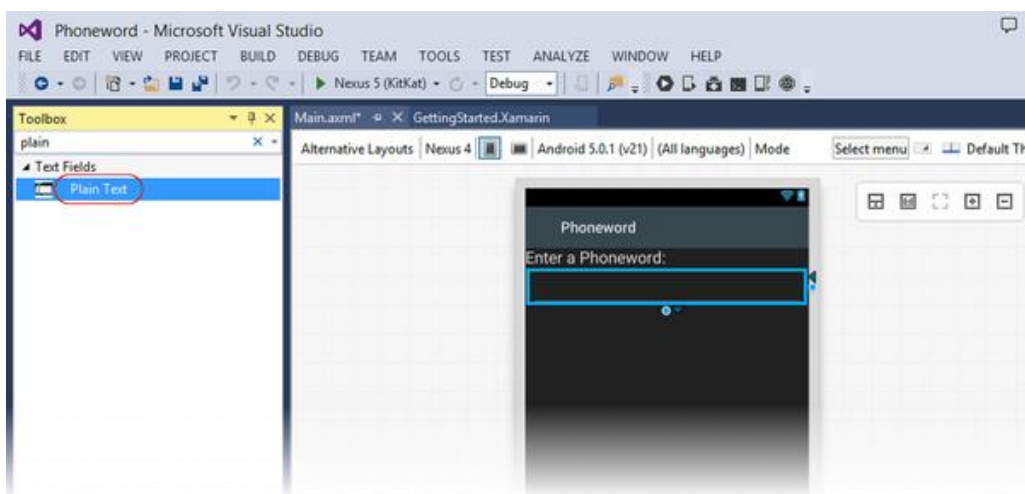 Phoneword - Microsoft Visual Studio
FILE EDIT VIEW PROJECT BUILD DEBUG TEAM TOOLS TEST ANALYZE WINDOW HELP
Nexus 5 (KitKat) Debug
Toolbox Main.axml* GettingStarted.Xamarin
plain
Alternative Layouts Nexus 4 Android 5.0.1 (v21) (All languages) Mode Select menu Default Th
Text Fields
Plain Text
Phoneword
Enter a Phoneword: